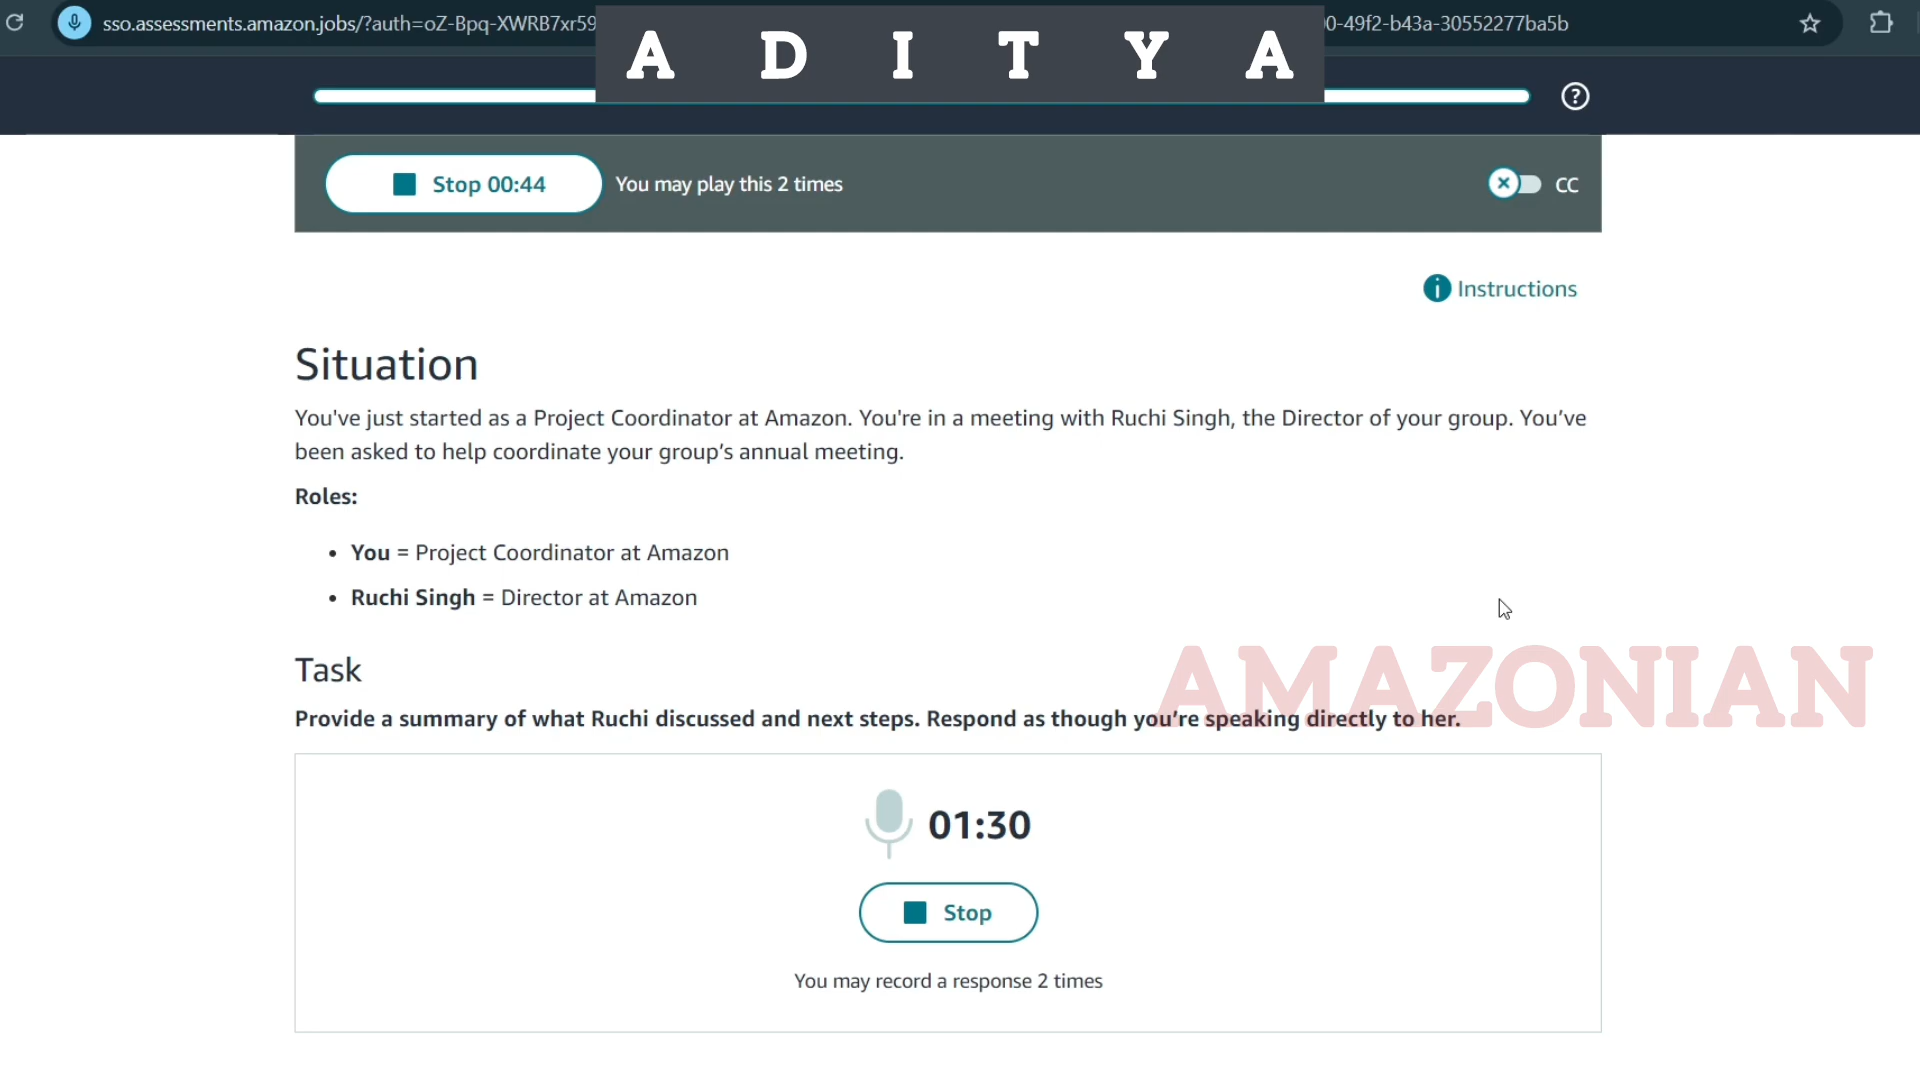 sso.assessments.amazon.jobs/?auth=oZ-Bpq-XWRB7xr59
0-49f2-b43a-30552277ba5b
A D I T Y A
?
Stop 00:44
You may play this 2 times
CC
Instructions
Situation
You've just started as a Project Coordinator at Amazon. You're in a meeting with Ruchi Singh, the Director of your group. You’ve
been asked to help coordinate your group’s annual meeting.
Roles:
• You = Project Coordinator at Amazon
• Ruchi Singh = Director at Amazon
AMAZONIAN
Task
Provide a summary of what Ruchi discussed and next steps. Respond as though you’re speaking directly to her.
01:30
Stop
You may record a response 2 times